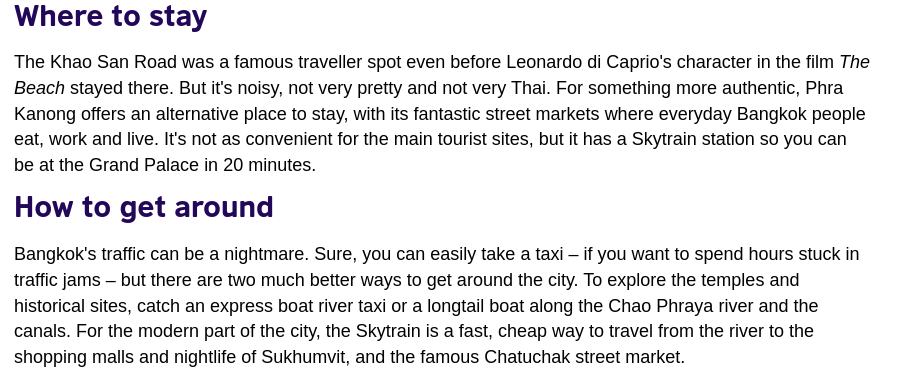 Where to stay
The Khao San Road was a famous traveller spot even before Leonardo di Caprio's character in the film The
Beach stayed there. But it's noisy, not very pretty and not very Thai. For something more authentic, Phra
Kanong offers an alternative place to stay, with its fantastic street markets where everyday Bangkok people
eat, work and live. It's not as convenient for the main tourist sites, but it has a Skytrain station so you can
be at the Grand Palace in 20 minutes.
How to get around
Bangkok's traffic can be a nightmare. Sure, you can easily take a taxi – if you want to spend hours stuck in
traffic jams – but there are two much better ways to get around the city. To explore the temples and
historical sites, catch an express boat river taxi or a longtail boat along the Chao Phraya river and the
canals. For the modern part of the city, the Skytrain is a fast, cheap way to travel from the river to the
shopping malls and nightlife of Sukhumvit, and the famous Chatuchak street market.